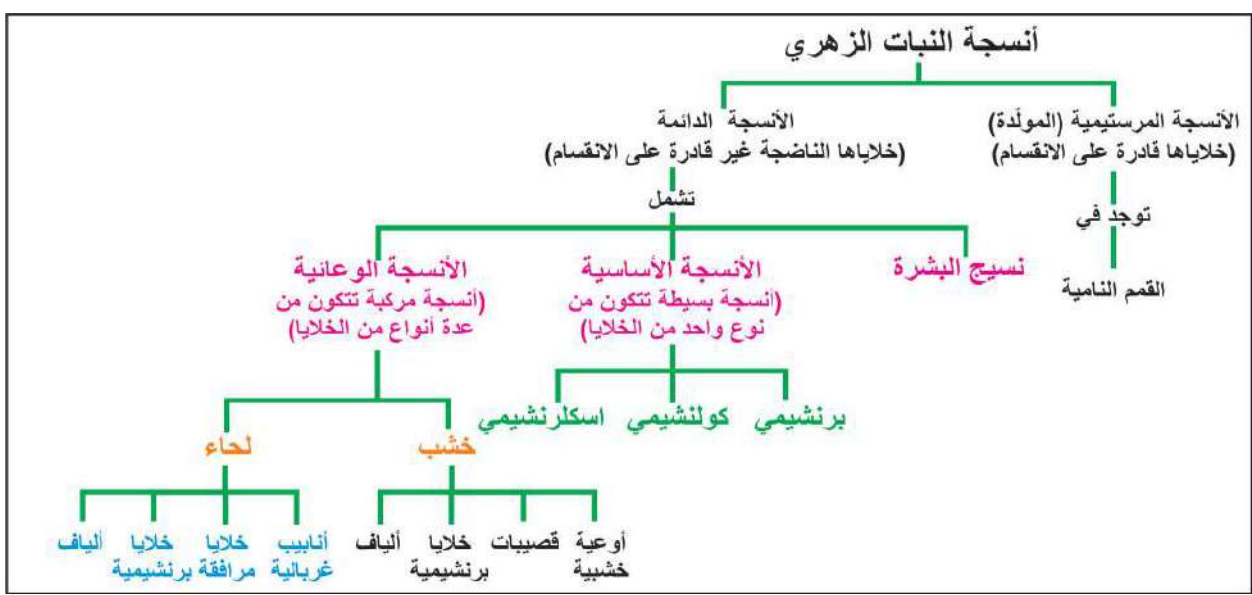 أنسجة النبات الزهري
الأنسجة المرستيمية (المولّدة)
(خلاياها قادرة على الانقسام)
توجد في
القمم النامية
الأنسجة الدائمة
(خلاياها الناضجة غير قادرة على الانقسام)
تشمل
نسيج البشرة
الأنسجة الأساسية
(أنسجة بسيطة تتكون من
نوع واحد من الخلايا)
برنشيمي
كولنشيمي
اسكلرنشيمي
الأنسجة الوعائية
(أنسجة مركبة تتكون من
عدة أنواع من الخلايا)
خشب
أوعية
خشبية
قصيبات
خلايا
برنشيمية
ألياف
لحاء
أنابيب
غربالية
خلايا
مرافقة
خلايا
برنشيمية
ألياف